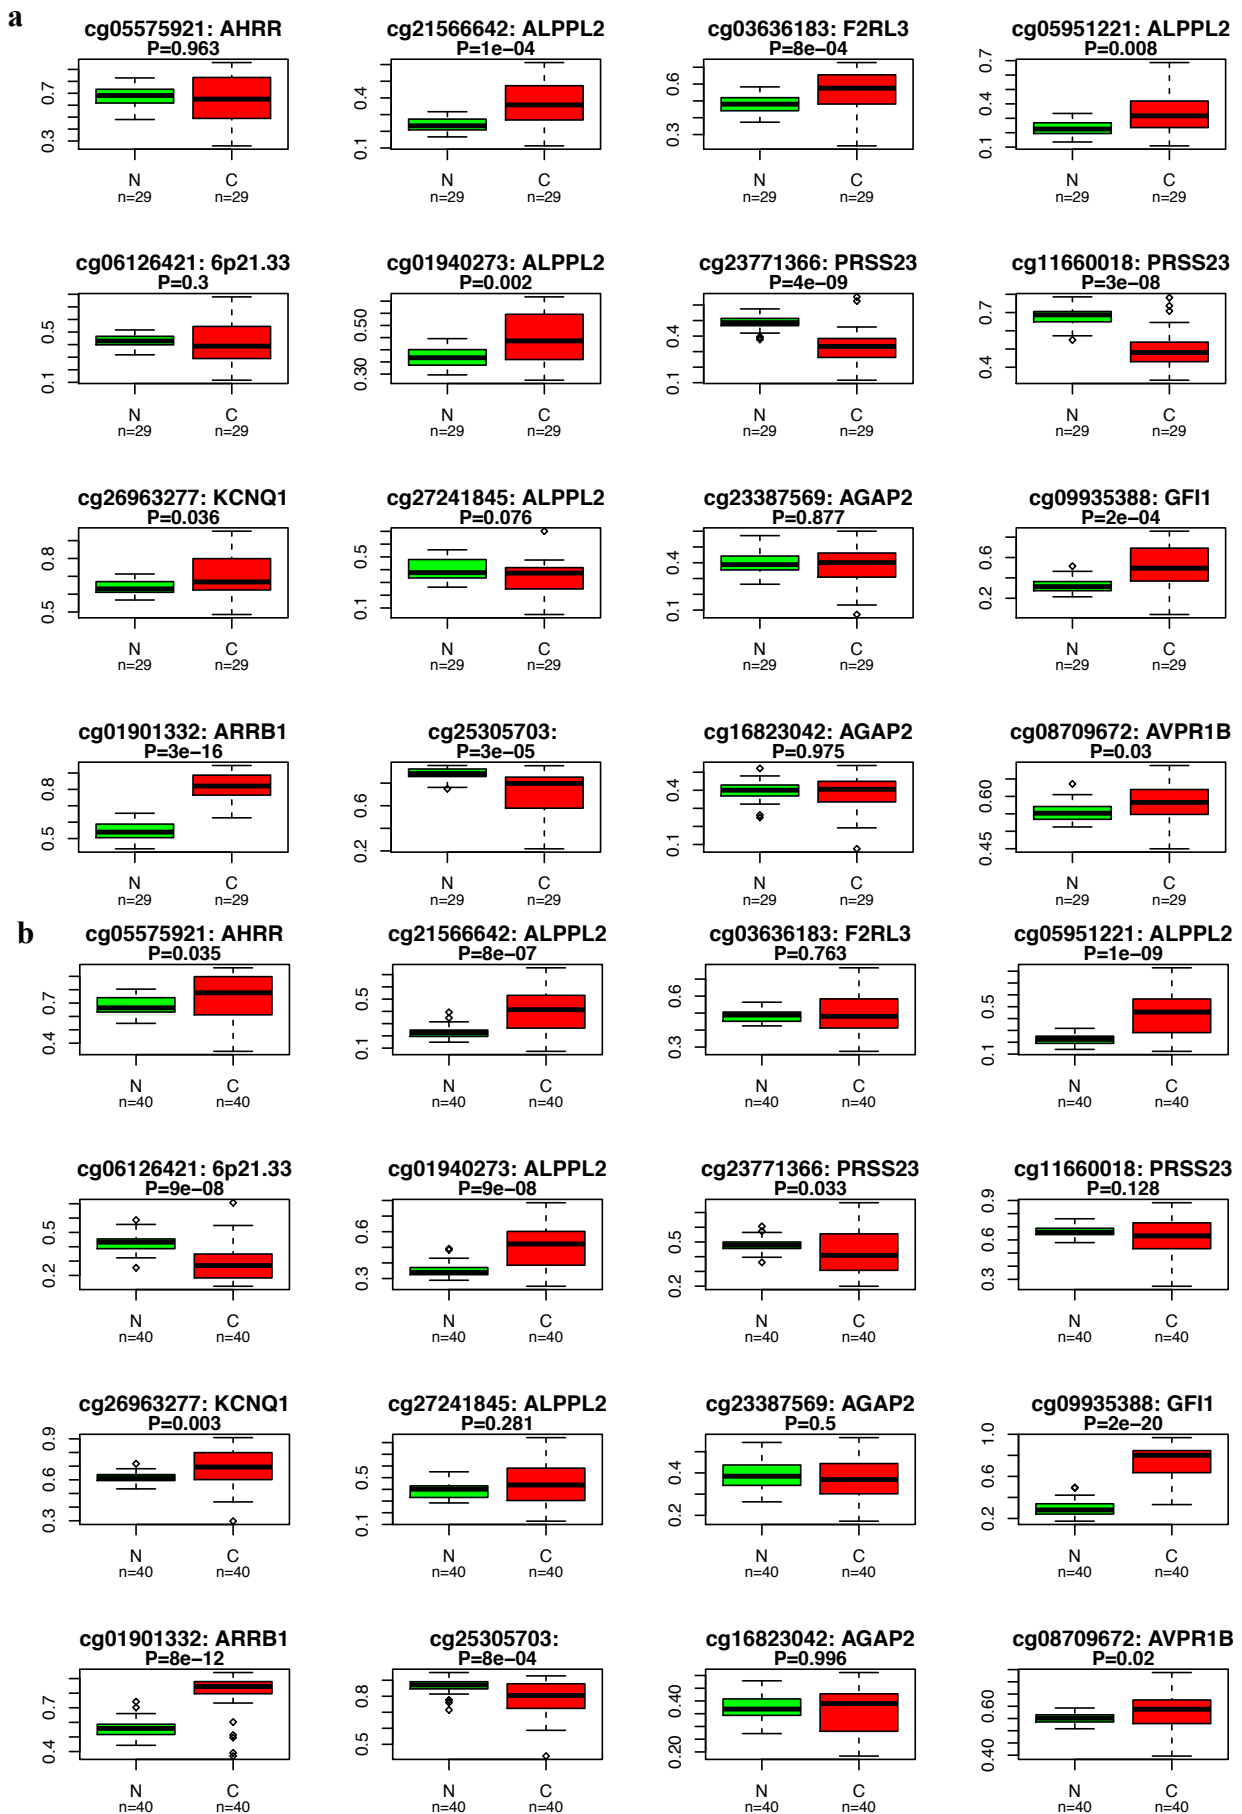 a
cg05575921: AHRR
P=0.963
0.3 0.7
N C
n=29 n=29
cg21566642: ALPPL2
P=1e−04
0.1 0.4
N C
n=29 n=29
cg03636183: F2RL3
P=8e−04
0.3 0.6
N C
n=29 n=29
cg05951221: ALPPL2
P=0.008
0.1 0.4 0.7
N C
n=29 n=29
cg06126421: 6p21.33
P=0.3
0.1 0.5
N C
n=29 n=29
cg01940273: ALPPL2
P=0.002
0.30 0.50
N C
n=29 n=29
cg23771366: PRSS23
P=4e−09
0.1 0.4
N C
n=29 n=29
cg11660018: PRSS23
P=3e−08
0.4 0.7
N C
n=29 n=29
cg26963277: KCNQ1
P=0.036
0.5 0.8
N C
n=29 n=29
cg27241845: ALPPL2
P=0.076
0.1 0.5
N C
n=29 n=29
cg23387569: AGAP2
P=0.877
0.1 0.4
N C
n=29 n=29
cg09935388: GFI1
P=2e−04
0.2 0.6
N C
n=29 n=29
cg01901332: ARRB1
P=3e−16
0.5 0.8
N C
n=29 n=29
cg25305703:
P=3e−05
0.2 0.6
N C
n=29 n=29
cg16823042: AGAP2
P=0.975
0.1 0.4
N C
n=29 n=29
cg08709672: AVPR1B
P=0.03
0.45 0.60
N C
n=29 n=29
b
cg05575921: AHRR
P=0.035
0.4 0.7
N C
n=40 n=40
cg21566642: ALPPL2
P=8e−07
0.1 0.5
N C
n=40 n=40
cg03636183: F2RL3
P=0.763
0.3 0.6
N C
n=40 n=40
cg05951221: ALPPL2
P=1e−09
0.1 0.5
N C
n=40 n=40
cg06126421: 6p21.33
P=9e−08
0.2 0.5
N C
n=40 n=40
cg01940273: ALPPL2
P=9e−08
0.3 0.6
N C
n=40 n=40
cg23771366: PRSS23
P=0.033
0.2 0.5
N C
n=40 n=40
cg11660018: PRSS23
P=0.128
0.3 0.6 0.9
N C
n=40 n=40
cg26963277: KCNQ1
P=0.003
0.3 0.6 0.9
N C
n=40 n=40
cg27241845: ALPPL2
P=0.281
0.1 0.5
N C
n=40 n=40
cg23387569: AGAP2
P=0.5
0.2 0.4
N C
n=40 n=40
cg09935388: GFI1
P=2e−20
0.2 0.6 1.0
N C
n=40 n=40
cg01901332: ARRB1
P=8e−12
0.4 0.7
N C
n=40 n=40
cg25305703:
P=8e−04
0.5 0.8
N C
n=40 n=40
cg16823042: AGAP2
P=0.996
0.20 0.40
N C
n=40 n=40
cg08709672: AVPR1B
P=0.02
0.40 0.60
N C
n=40 n=40